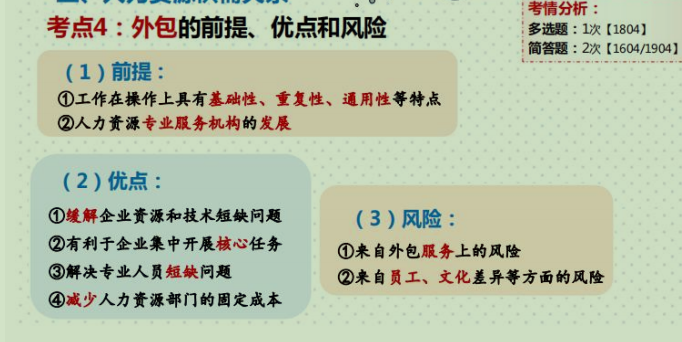 考点4：外包的前提、优点和风险
考情分析：
多选题：1次【1804】
简答题：2次【1604/1904】
（1）前提：
①工作在操作上具有基础性、重复性、通用性等特点
②人力资源专业服务机构的发展
（2）优点：
①缓解企业资源和技术短缺问题
②有利于企业集中开展核心任务
③解决专业人员短缺问题
④减少人力资源部门的固定成本
（3）风险：
①来自外包服务上的风险
②来自员工、文化差异等方面的风险